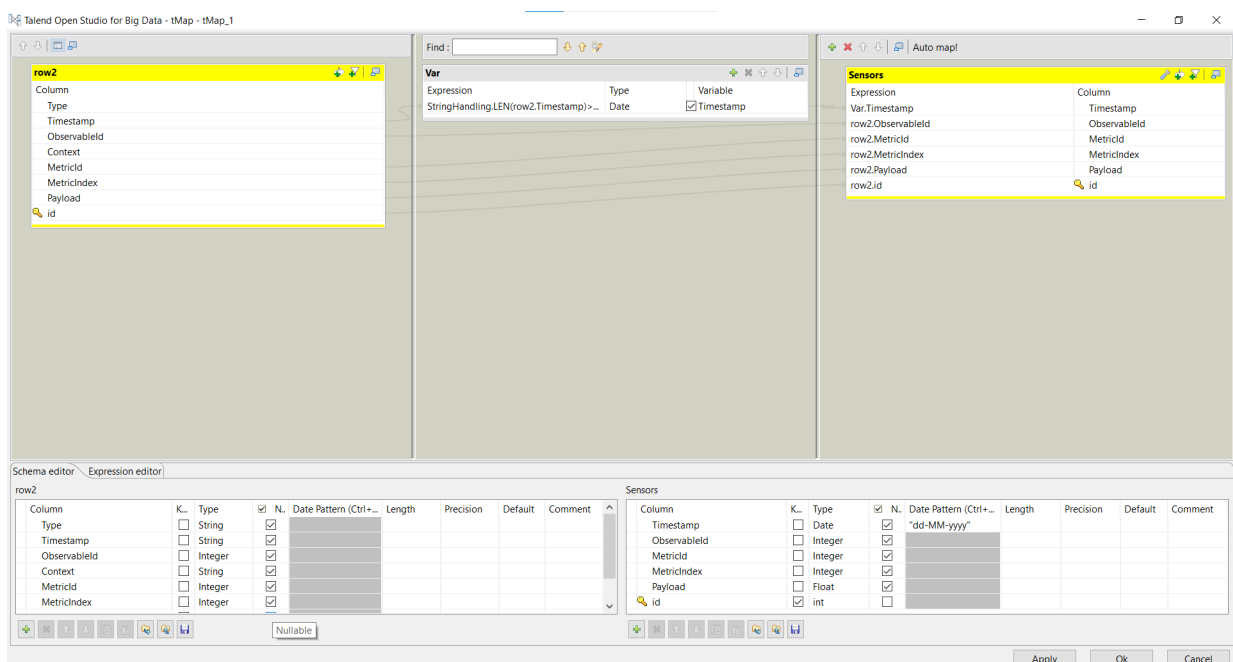 Talend Open Studio for Big Data - tMap - tMap_1
Find :
Auto map!
row2
Column
Type
Timestamp
ObservableId
Context
MetricId
MetricIndex
Payload
id
Var
Expression Type Variable
StringHandling.LEN(row2.Timestamp)>... Date Timestamp
Sensors
Expression Column
Var.Timestamp Timestamp
row2.ObservableId ObservableId
row2.MetricId MetricId
row2.MetricIndex MetricIndex
row2.Payload Payload
row2.id id
Schema editor Expression editor
row2
Column K... Type N.. Date Pattern (Ctrl+... Length Precision Default Comment
Type String
Timestamp String
ObservableId Integer
Context String
MetricId Integer
MetricIndex Integer
Nullable
Sensors
Column K... Type N.. Date Pattern (Ctrl+... Length Precision Default Comment
Timestamp Date "dd-MM-yyyy"
ObservableId Integer
MetricId Integer
MetricIndex Integer
Payload Float
id int
Apply Ok Cancel